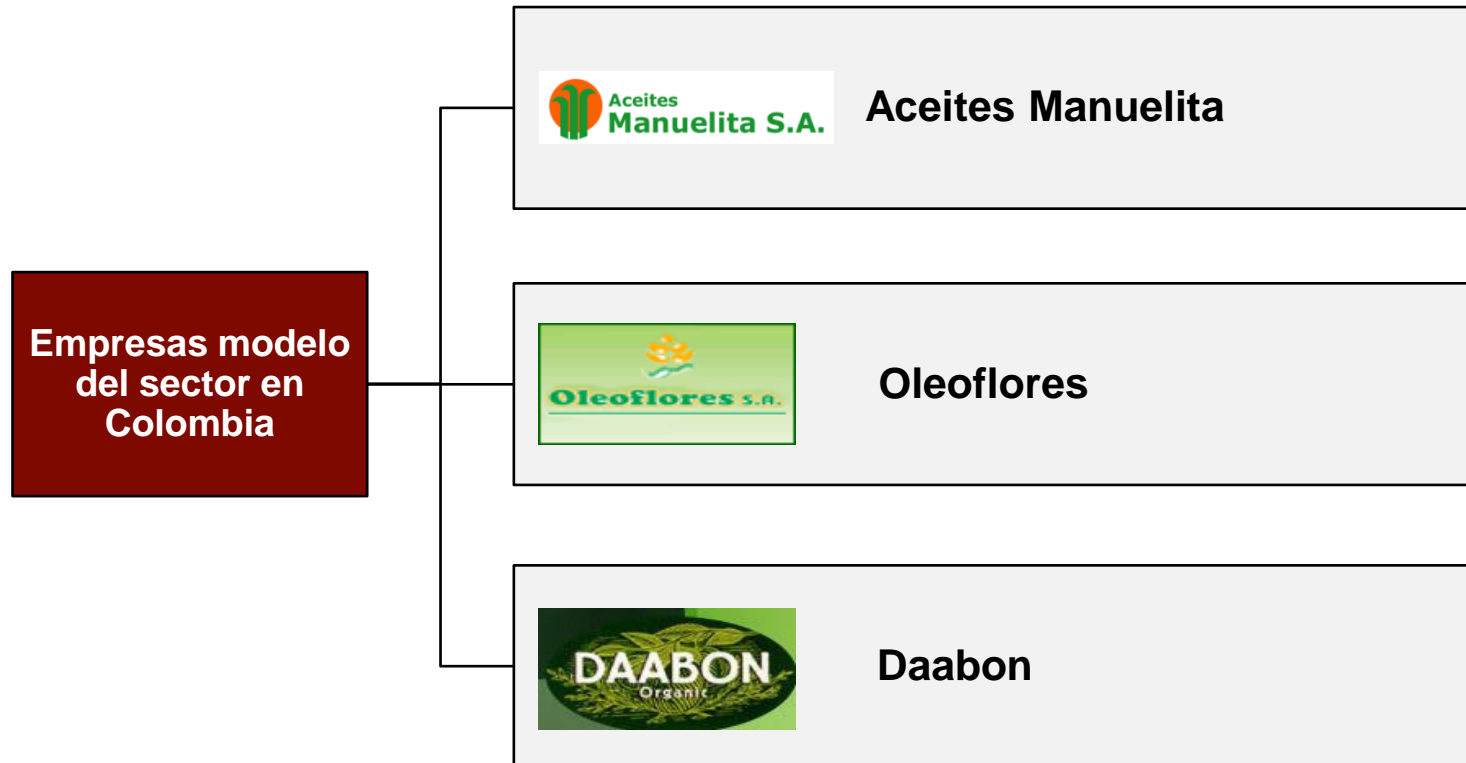 Aceites
Manuelita S.A.
Aceites Manuelita
Empresas modelo
del sector en
Colombia
Oleoflores S.A.
Oleoflores
DAABON
Organic
Daabon